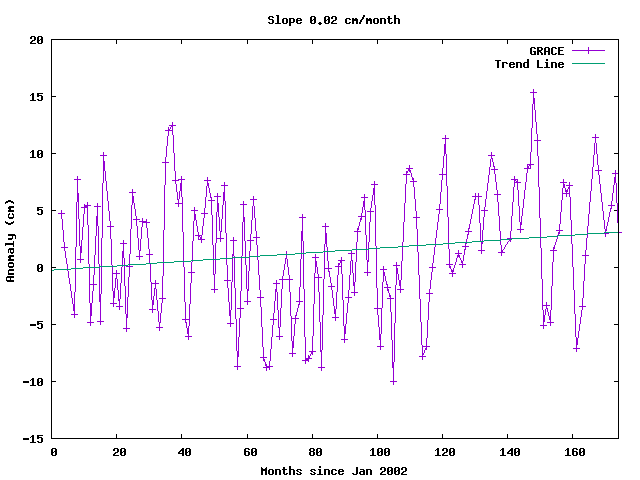 Slope 0.02 cm/month
GRACE
Trend Line
20
15
10
5
0
-5
-10
-15
Anomaly (cm)
0 20 40 60 80 100 120 140 160
Months since Jan 2002